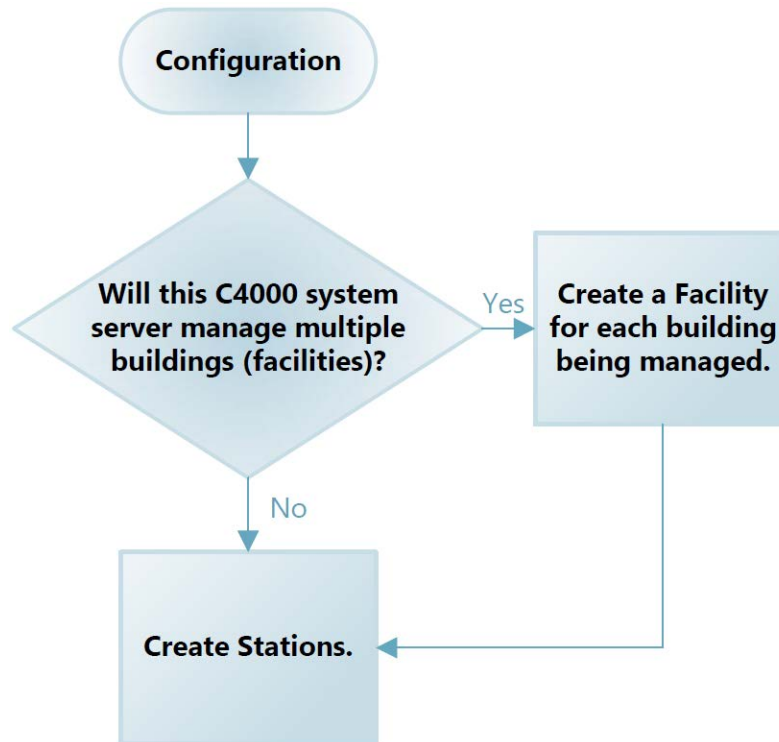 Configuration
Will this C4000 system
server manage multiple
buildings (facilities)?
Yes
Create a Facility
for each building
being managed.
No
Create Stations.